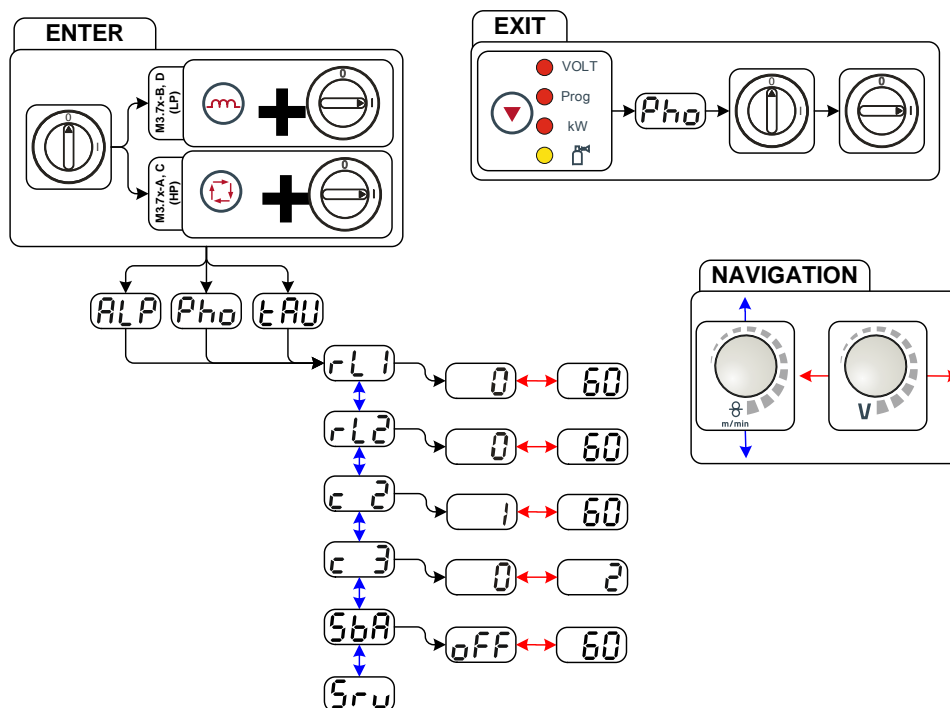 ENTER
M3.7x-B, D
(LP)
0
I
0
I
M3.7x-A, C
(HP)
0
I
EXIT
VOLT
Prog
kW
Pho
0
I
0
I
ALP
Pho
tAU
NAVIGATION
m/min
V
rL1
0
60
rL2
0
60
c 2
1
60
c 3
0
2
SbA
oFF
60
Srv